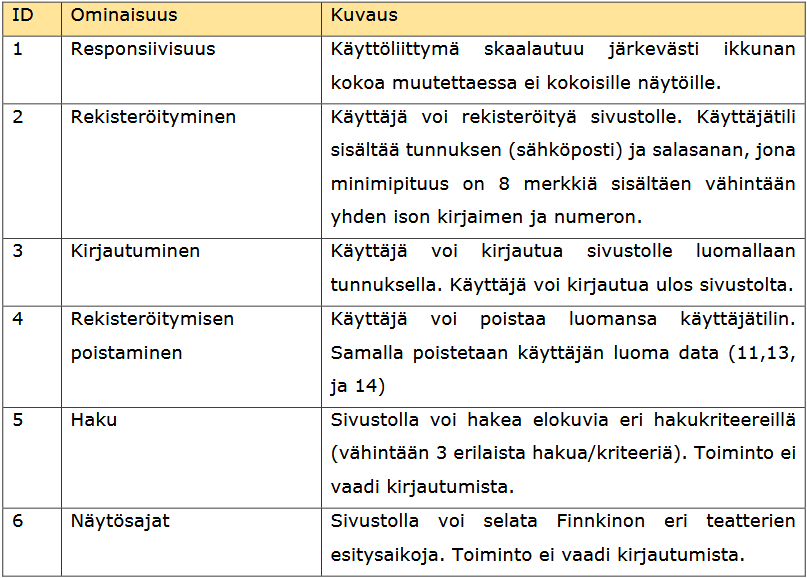 ID Ominaisuus Kuvaus
1 Responsiivisuus Käyttöliittymä skaalautuu järkevästi ikkunan
kokoa muutettaessa ei kokoisille näytöille.
2 Rekisteröityminen Käyttäjä voi rekisteröityä sivustolle. Käyttäjätili
sisältää tunnuksen (sähköposti) ja salasanan, jona
minimipituus on 8 merkkiä sisältäen vähintään
yhden ison kirjaimen ja numeron.
3 Kirjautuminen Käyttäjä voi kirjautua sivustolle luomallaan
tunnuksella. Käyttäjä voi kirjautua ulos sivustolta.
4 Rekisteröitymisen Käyttäjä voi poistaa luomansa käyttäjätilin.
poistaminen Samalla poistetaan käyttäjän luoma data (11,13,
ja 14)
5 Haku Sivustolla voi hakea elokuvia eri hakukriteereillä
(vähintään 3 erilaista hakua/kriteeriä). Toiminto ei
vaadi kirjautumista.
6 Näytösajat Sivustolla voi selata Finnkinon eri teatterien
esitysaikoja. Toiminto ei vaadi kirjautumista.